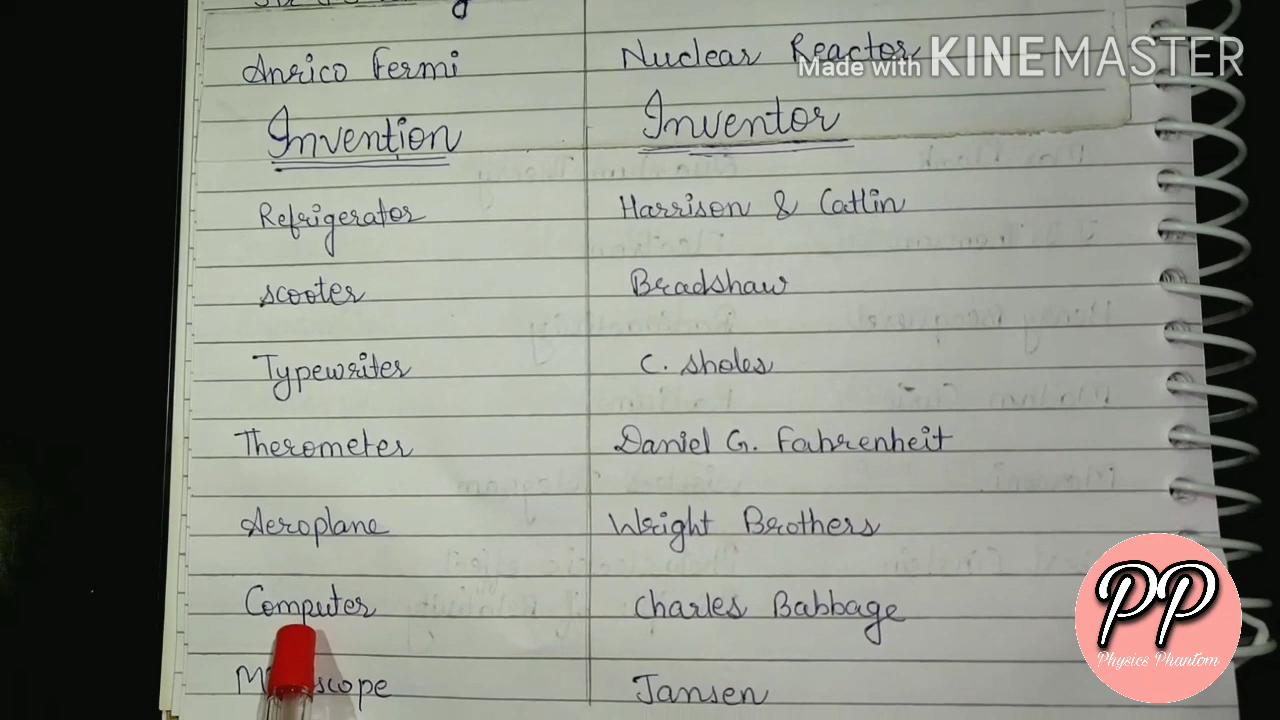 Anrico Fermi Nuclear Reactor
Made with KINEMASTER
Invention Inventor
Refrigerator Harrison & Catlin
scooter Bradshaw
Typewriter C. Sholes
Therometer Daniel G. Fahrenheit
Aeroplane Wright Brothers
Computer Charles Babbage
Jansen
PP
Physics Phantom